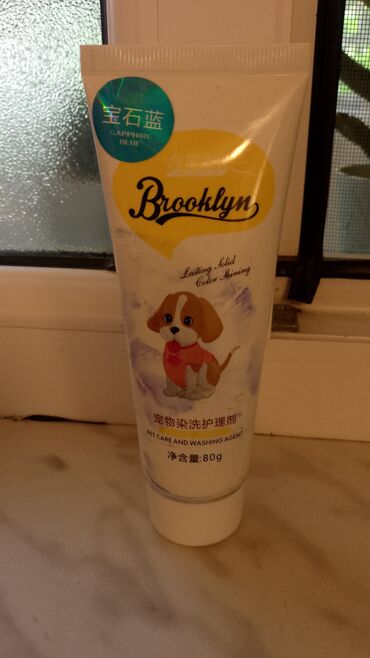 宝石蓝
SAPPHIRE
BLUE
Brooklyn
Lasting Solid
Color Shining
宠物染洗护理剂
PET CARE AND WASHING AGENT
净含量:80g